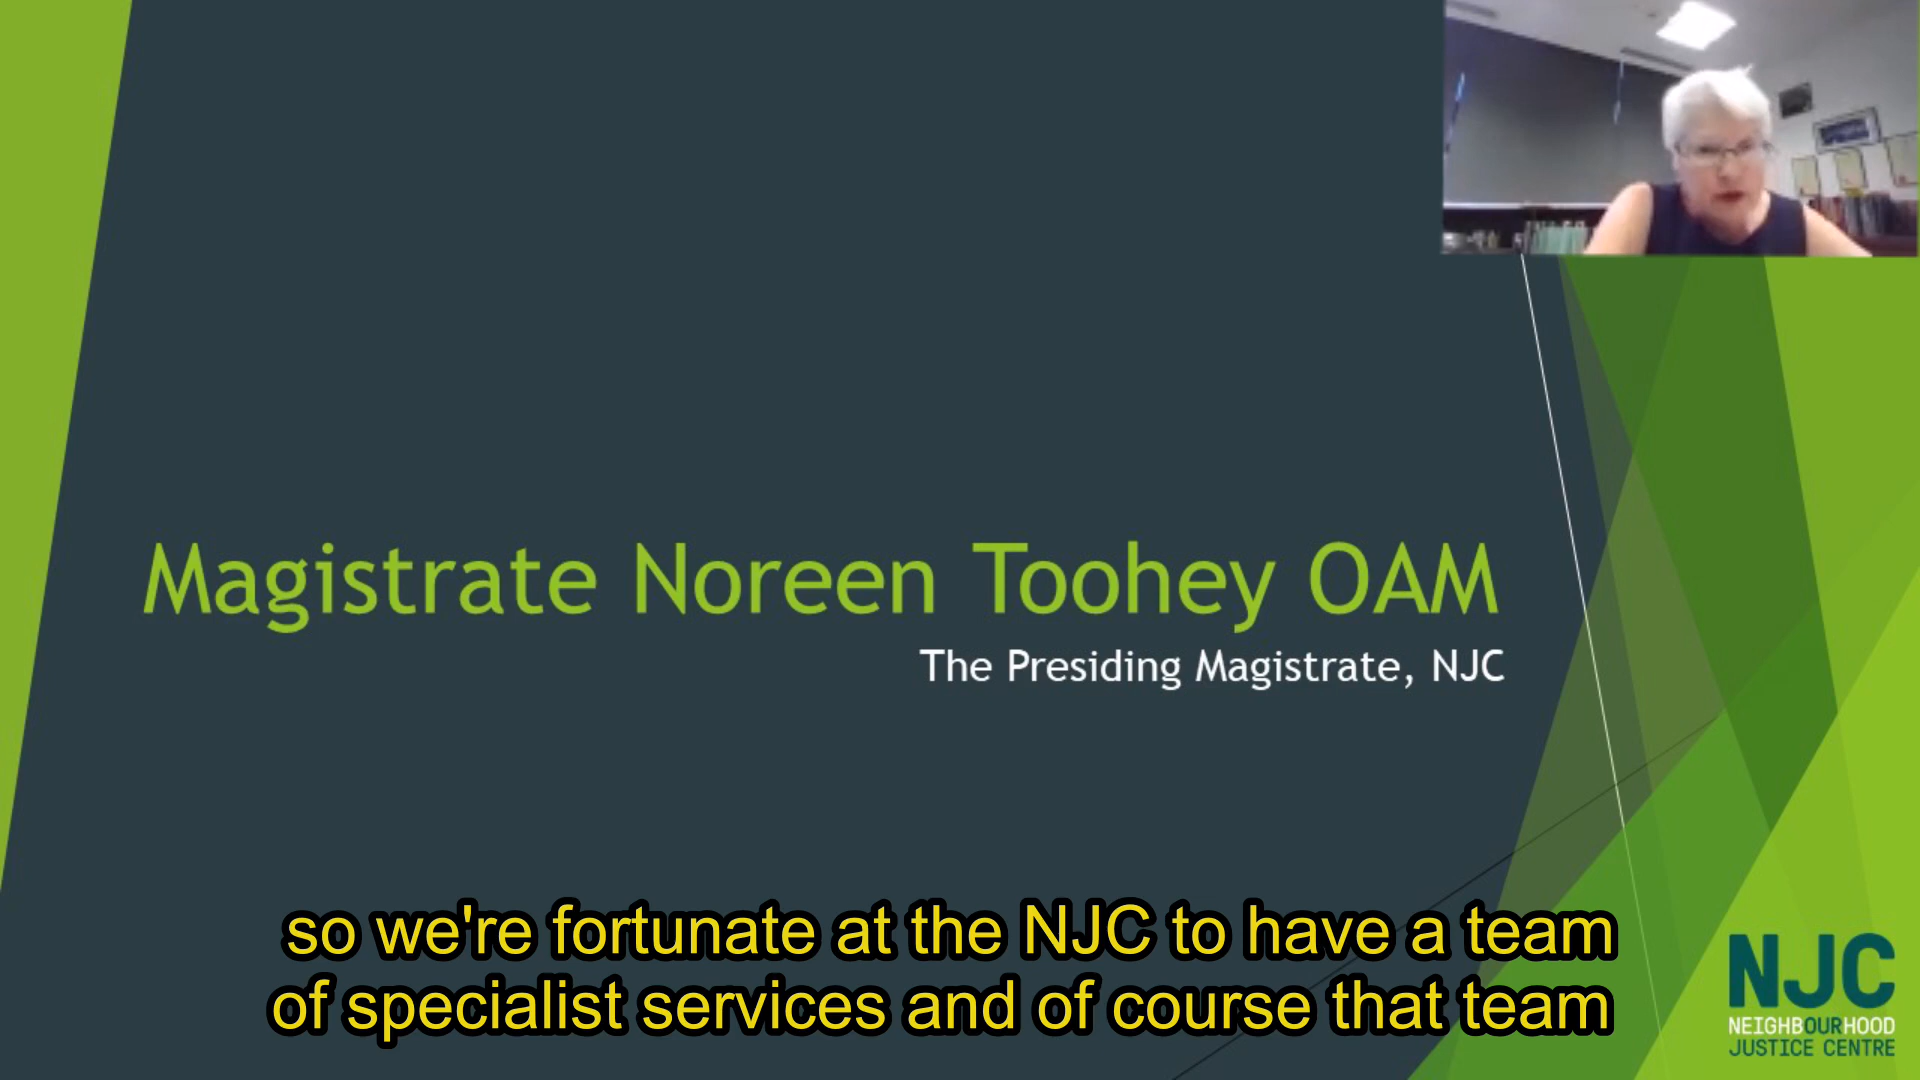 Magistrate Noreen Toohey OAM
The Presiding Magistrate, NJC
so we're fortunate at the NJC to have a team
of specialist services and of course that team
NJC
NEIGHBOURHOOD
JUSTICE CENTRE